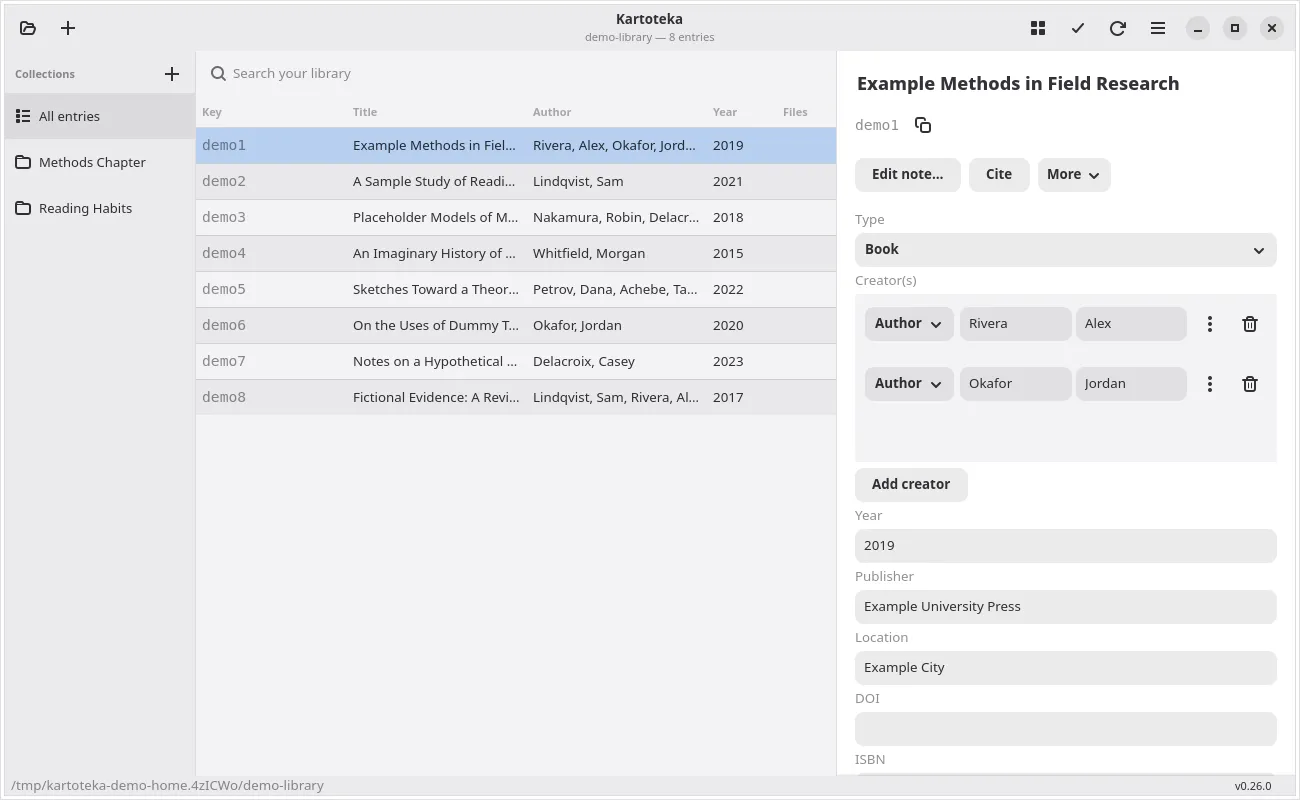 Kartoteka
demo-library — 8 entries
Collections
All entries
Methods Chapter
Reading Habits
Search your library
Key Title Author Year Files
demo1 Example Methods in Fiel... Rivera, Alex, Okafor, Jord... 2019
demo2 A Sample Study of Readi... Lindqvist, Sam 2021
demo3 Placeholder Models of M... Nakamura, Robin, Delacr... 2018
demo4 An Imaginary History of ... Whitfield, Morgan 2015
demo5 Sketches Toward a Theor... Petrov, Dana, Achebe, Ta... 2022
demo6 On the Uses of Dummy T... Okafor, Jordan 2020
demo7 Notes on a Hypothetical ... Delacroix, Casey 2023
demo8 Fictional Evidence: A Revi... Lindqvist, Sam, Rivera, Al... 2017
Example Methods in Field Research
demo1
Edit note... Cite More
Type
Book
Creator(s)
Author Rivera Alex
Author Okafor Jordan
Add creator
Year
2019
Publisher
Example University Press
Location
Example City
DOI
ISBN
/tmp/kartoteka-demo-home.4zICWo/demo-library
v0.26.0